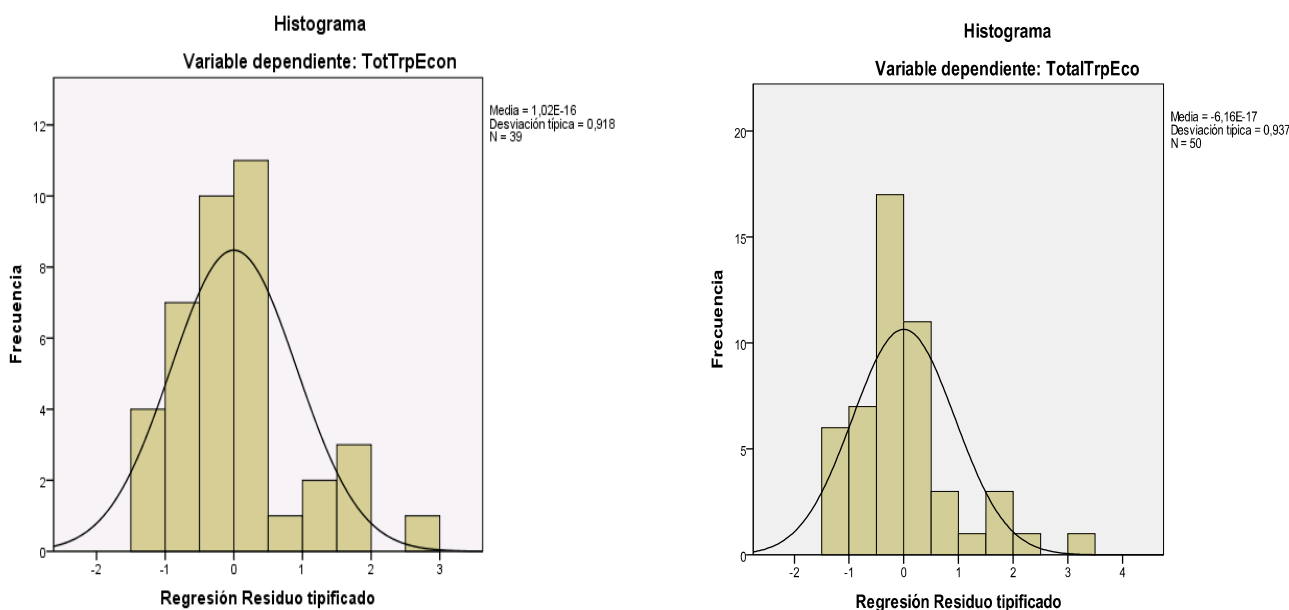 Histograma
Variable dependiente: TotTrpEcon
Media = 1,02E-16
Desviación típica = 0,918
N = 39
12
10
8
6
4
2
0
Frecuencia
-2 -1 0 1 2 3
Regresión Residuo tipificado
Histograma
Variable dependiente: TotalTrpEco
Media = -6,16E-17
Desviación típica = 0,937
N = 50
20
15
10
5
0
Frecuencia
-2 -1 0 1 2 3 4
Regresión Residuo tipificado